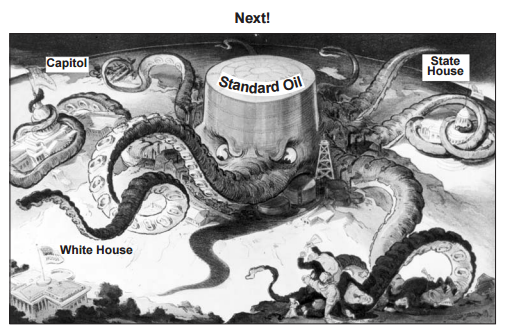 Next!
Capitol
Standard Oil
State
House
White House